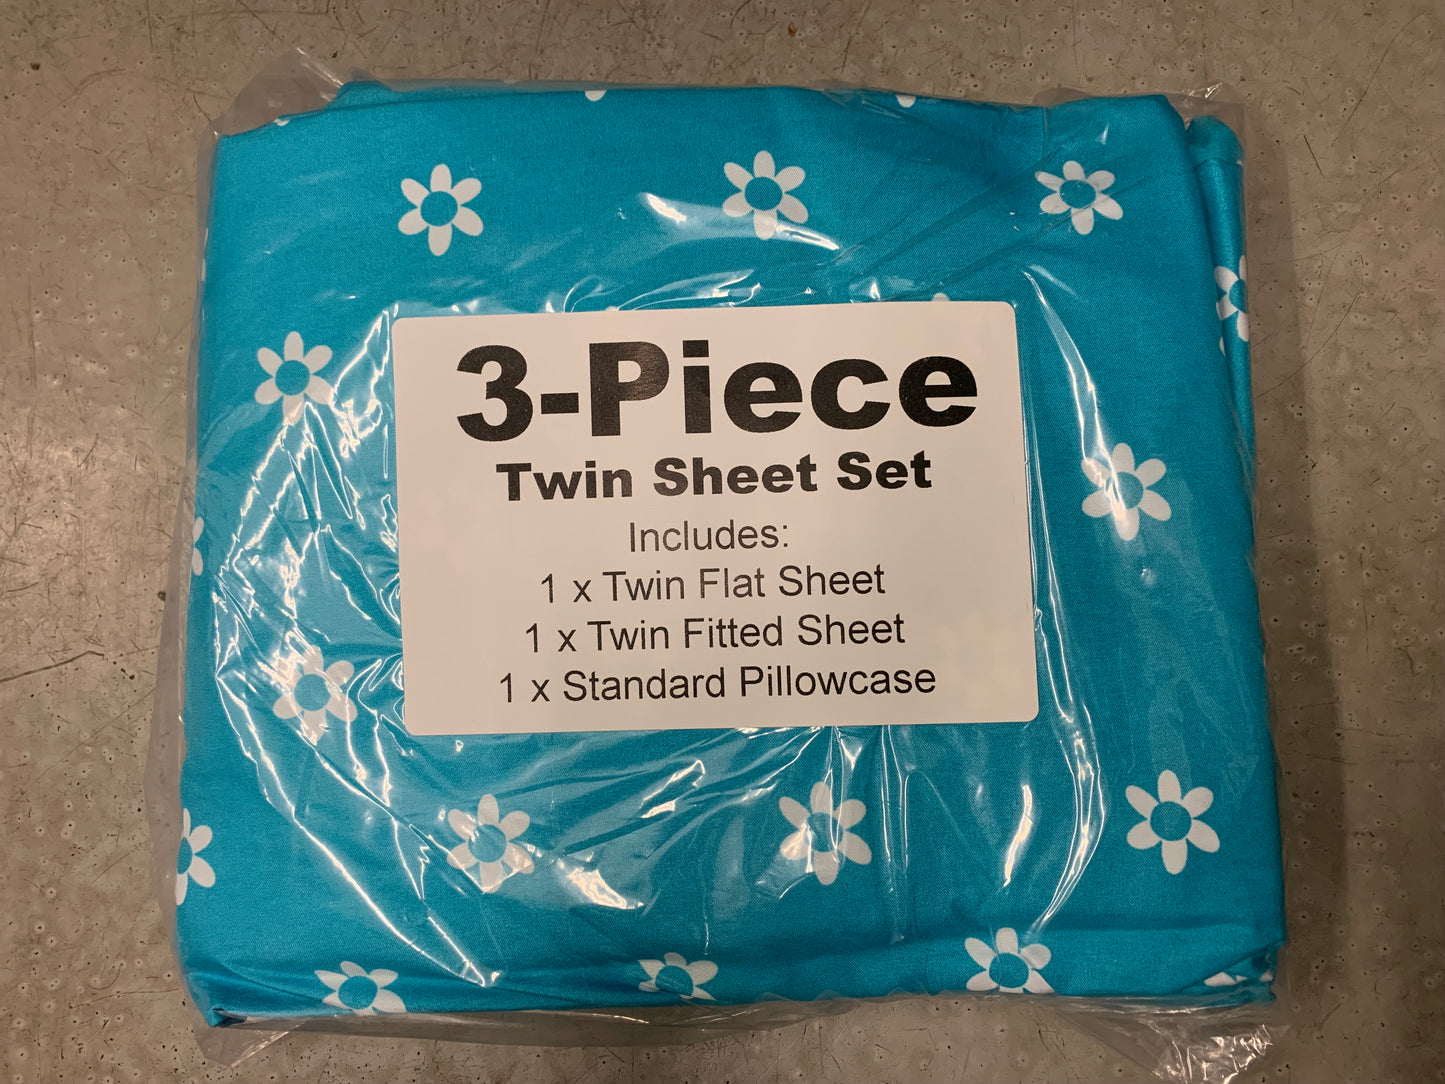 3-Piece
Twin Sheet Set
Includes:
1 x Twin Flat Sheet
1 x Twin Fitted Sheet
1 x Standard Pillowcase